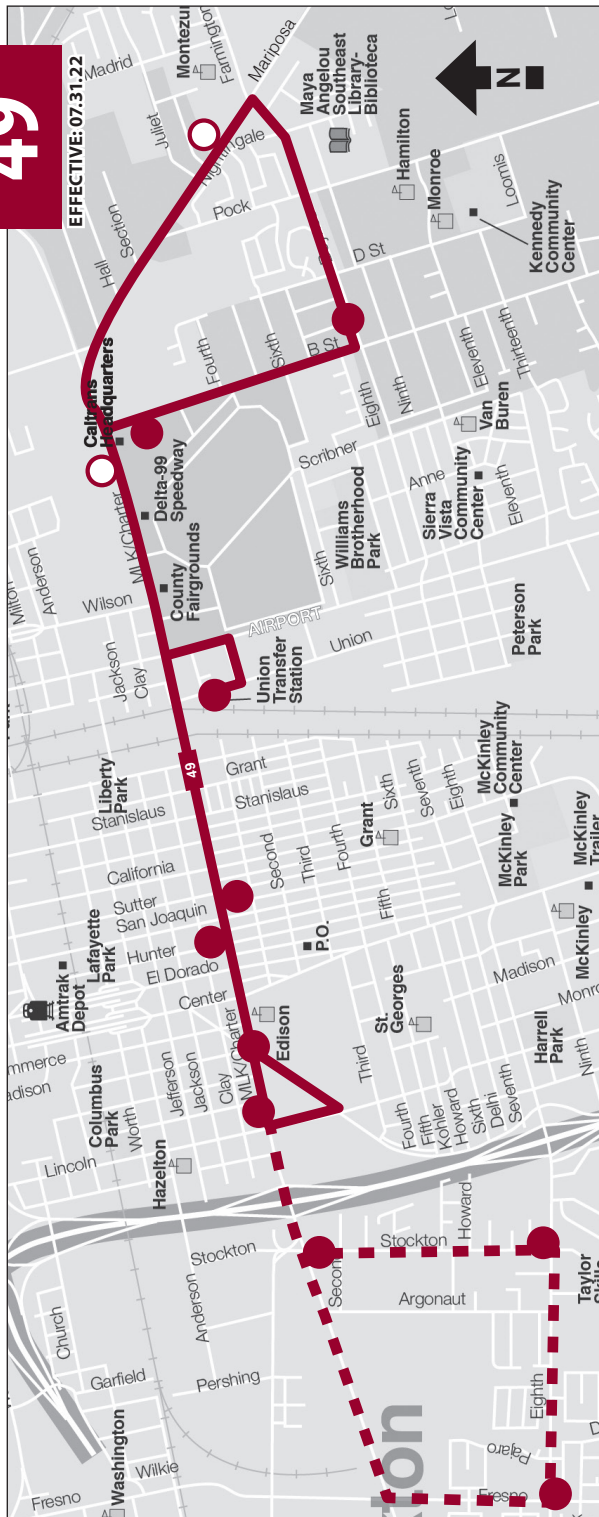 49
EFFECTIVE: 07.31.22
Madrid
Farmington
Mariposa
Juliet
Nightingale
Maya
Angelou
Southeast
Library-
Biblioteca
N
Pock
Section
Hall
Hamilton
Monroe
Loonis
Kennedy
Community
Center
D St
B St
Fourth
Sixth
Eighth
Ninth
Eleventh
Thirteenth
Caltrans
Headquarters
Delta-99
Speedway
MLK/Charter
County
Fairgrounds
Scribner
Van
Buren
Anne
Sierra
Vista
Community
Center
Eleventh
Williams
Brotherhood
Park
Sixth
Milton
Anderson
Wilson
AIRPORT
Union
Peterson
Park
Jackson
Clay
Union
Transfer
Station
49
Liberty
Park
Stanislaus
Grant
Stanislaus
McKinley
Community
Center
McKinley
Park
McKinley
Trailer
McKinley
California
Sutter
San Joaquin
Hunter
El Dorado
Center
Second
Third
Fourth
Grant
Sixth
Seventh
Eighth
Fifth
P.O.
Lafayette
Park
Amtrak
Depot
Edison
St.
Georges
Madison
Harrell
Park
Ninth
Columbus
Park
Worth
Jefferson
Jackson
Clay
MLK/Charter
Third
Fourth
Fifth
Kohler
Howard
Sixth
Delhi
Seventh
Lincoln
Hazelton
Stockton
Anderson
Second
Stockton
Howard
Argonaut
Taylor
Church
Garfield
Pershing
Eighth
Pajaro
Washington
Wilkie
Fresno
Fresno